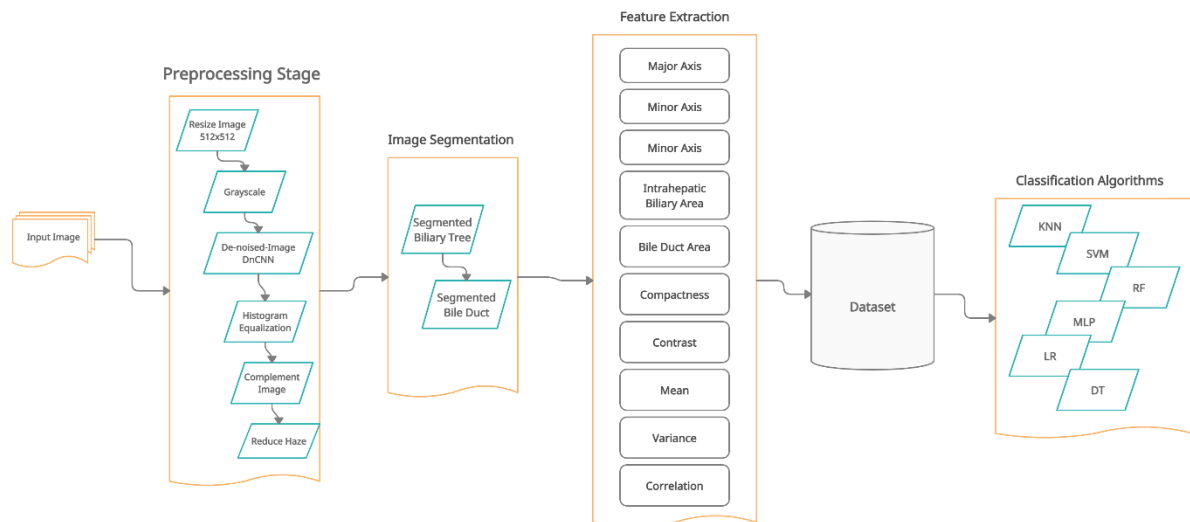 Input Image
Preprocessing Stage
Resize Image
512x512
Grayscale
De-noised-Image
DnCNN
Histogram
Equalization
Complement
Image
Reduce Haze
Image Segmentation
Segmented
Biliary Tree
Segmented
Bile Duct
Feature Extraction
Major Axis
Minor Axis
Minor Axis
Intrahepatic
Biliary Area
Bile Duct Area
Compactness
Contrast
Mean
Variance
Correlation
Dataset
Classification Algorithms
KNN
SVM
RF
MLP
LR
DT